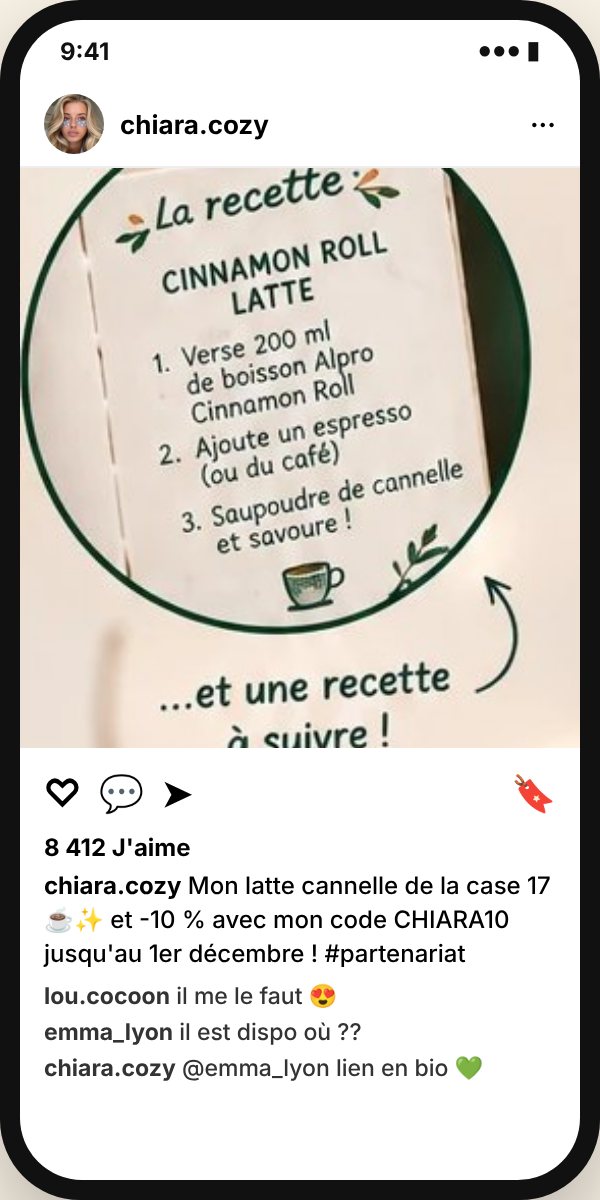 9:41
chiara.cozy
La recette
CINNAMON ROLL
LATTE
1. Verse 200 ml
de boisson Alpro
Cinnamon Roll
2. Ajoute un espresso
(ou du café)
3. Saupoudre de cannelle
et savoure !
...et une recette
à suivre !
8 412 J'aime
chiara.cozy Mon latte cannelle de la case 17
☕✨ et -10 % avec mon code CHIARA10
jusqu'au 1er décembre ! #partenariat
lou.cocoon il me le faut 😍
emma_lyon il est dispo où ??
chiara.cozy @emma_lyon lien en bio 💚